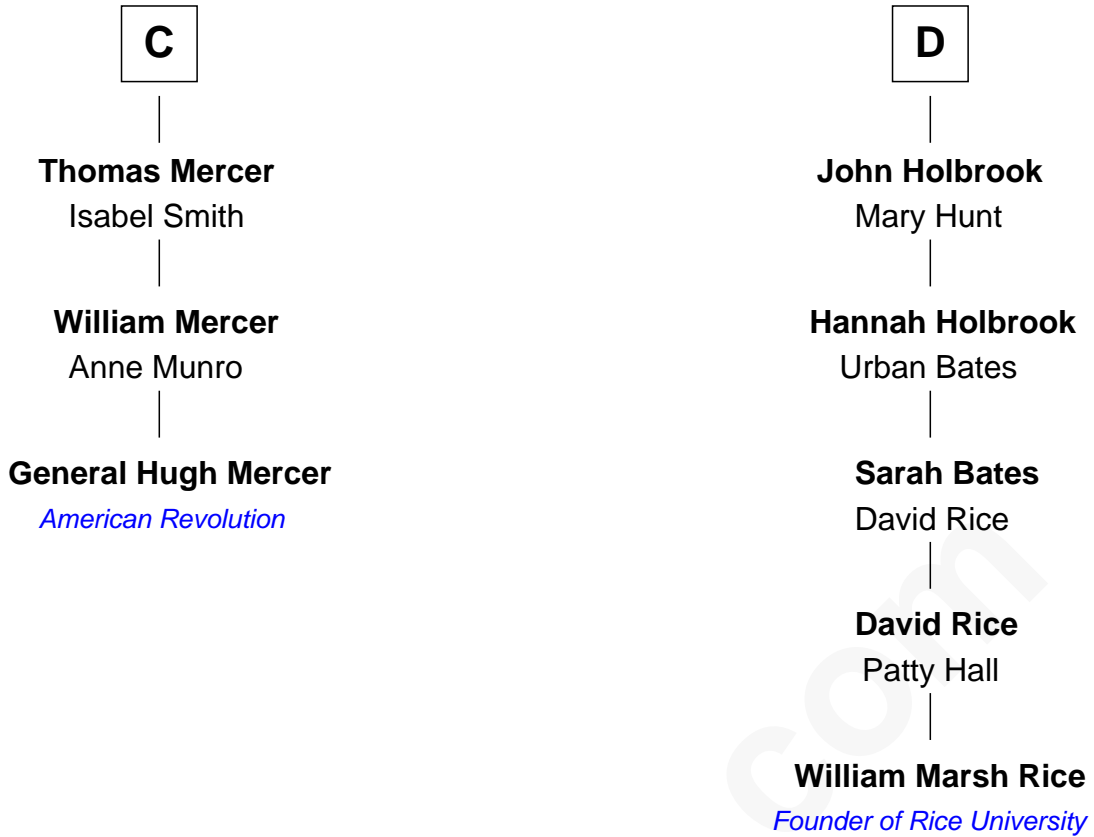 C
Thomas Mercer
Isabel Smith
William Mercer
Anne Munro
General Hugh Mercer
American Revolution
D
John Holbrook
Mary Hunt
Hannah Holbrook
Urban Bates
Sarah Bates
David Rice
David Rice
Patty Hall
William Marsh Rice
Founder of Rice University
com